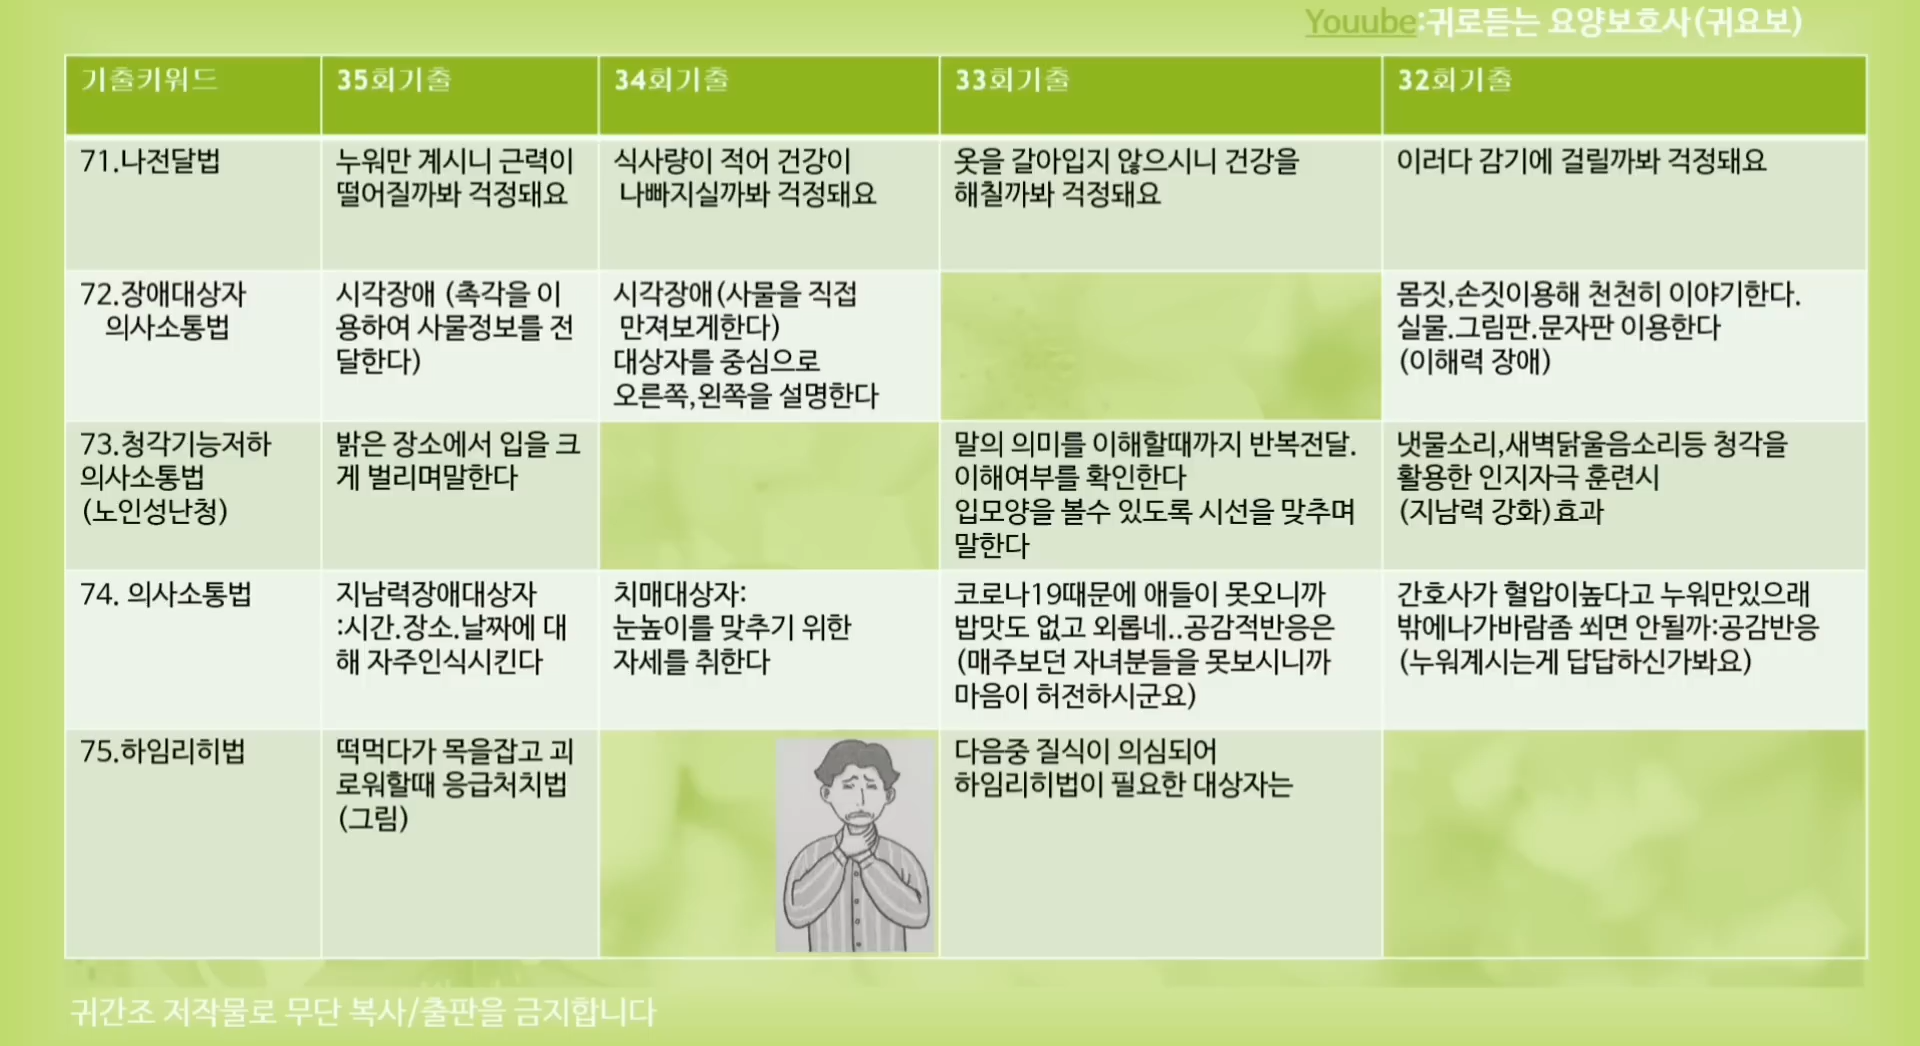 Youube:귀로듣는 요양보호사(귀요보)
기출키워드
35회기출
34회기출
33회기출
32회기출
71.나전달법
누워만 계시니 근력이
떨어질까봐 걱정돼요
식사량이 적어 건강이
나빠지실까봐 걱정돼요
옷을 갈아입지 않으시니 건강을
해칠까봐 걱정돼요
이러다 감기에 걸릴까봐 걱정돼요
72.장애대상자
의사소통법
시각장애 (촉각을 이
용하여 사물정보를 전
달한다)
시각장애(사물을 직접
만져보게한다)
대상자를 중심으로
오른쪽,왼쪽을 설명한다
몸짓,손짓이용해 천천히 이야기한다.
실물.그림판.문자판 이용한다
(이해력 장애)
73.청각기능저하
의사소통법
(노인성난청)
밝은 장소에서 입을 크
게 벌리며말한다
말의 의미를 이해할때까지 반복전달.
이해여부를 확인한다
입모양을 볼수 있도록 시선을 맞추며
말한다
냇물소리,새벽닭울음소리등 청각을
활용한 인지자극 훈련시
(지남력 강화)효과
74. 의사소통법
지남력장애대상자
:시간.장소.날짜에 대
해 자주인식시킨다
치매대상자:
눈높이를 맞추기 위한
자세를 취한다
코로나19때문에 애들이 못오니까
밥맛도 없고 외롭네..공감적반응은
(매주보던 자녀분들을 못보시니까
마음이 허전하시군요)
간호사가 혈압이높다고 누워만있으래
밖에나가바람좀 쐬면 안될까:공감반응
(누워계시는게 답답하신가봐요)
75.하임리히법
떡먹다가 목을잡고 괴
로워할때 응급처치법
(그림)
다음중 질식이 의심되어
하임리히법이 필요한 대상자는
귀간조 저작물로 무단 복사/출판을 금지합니다